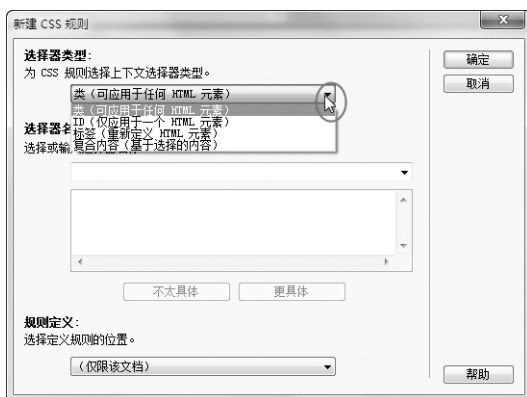 新建 CSS 规则
选择器类型：
为 CSS 规则选择上下文选择器类型。
类（可应用于任何 HTML 元素）
类（可应用于任何 HTML 元素）
ID（仅应用于一个 HTML 元素）
标签（重新定义 HTML 元素）
复合内容（基于选择的内容）
选择器名
选择或输
不太具体
更具体
规则定义：
选择定义规则的位置。
（仅限该文档）
确定
取消
帮助